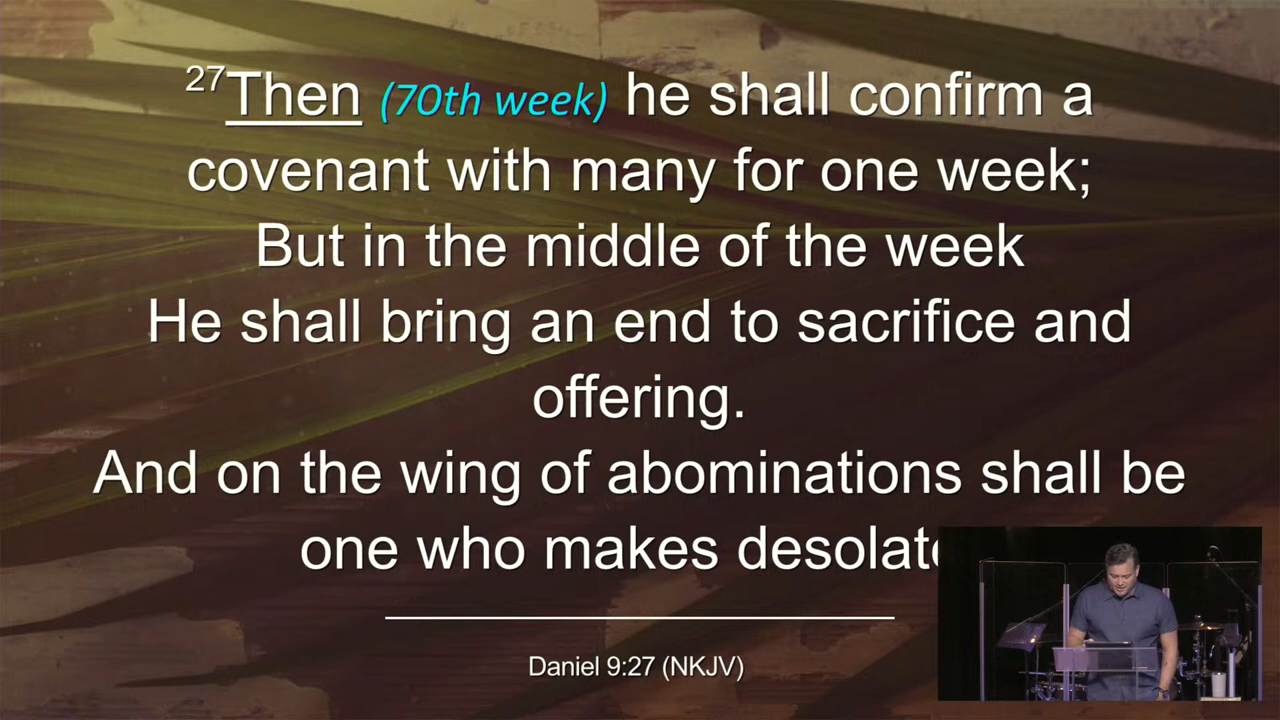 27Then (70th week) he shall confirm a
covenant with many for one week;
But in the middle of the week
He shall bring an end to sacrifice and
offering.
And on the wing of abominations shall be
one who makes desolate
Daniel 9:27 (NKJV)